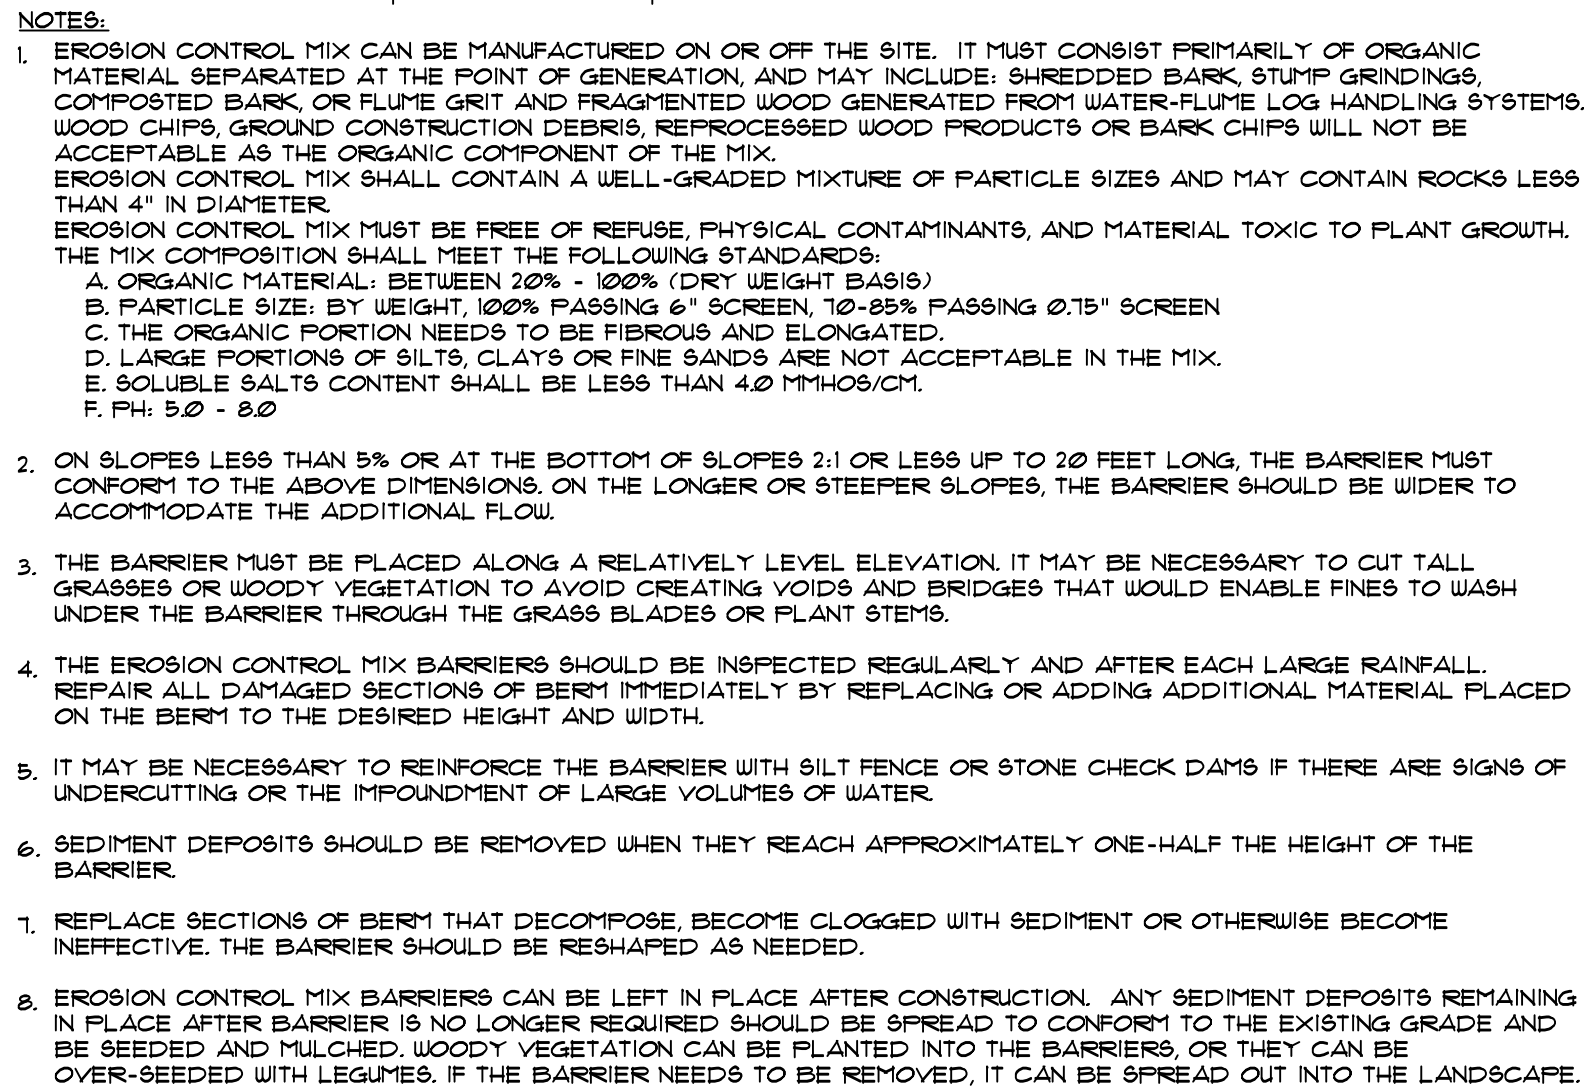 NOTES:
1. EROSION CONTROL MIX CAN BE MANUFACTURED ON OR OFF THE SITE. IT MUST CONSIST PRIMARILY OF ORGANIC
MATERIAL SEPARATED AT THE POINT OF GENERATION, AND MAY INCLUDE: SHREDDED BARK, STUMP GRINDINGS,
COMPOSTED BARK, OR FLUME GRIT AND FRAGMENTED WOOD GENERATED FROM WATER-FLUME LOG HANDLING SYSTEMS.
WOOD CHIPS, GROUND CONSTRUCTION DEBRIS, REPROCESSED WOOD PRODUCTS OR BARK CHIPS WILL NOT BE
ACCEPTABLE AS THE ORGANIC COMPONENT OF THE MIX.
EROSION CONTROL MIX SHALL CONTAIN A WELL-GRADED MIXTURE OF PARTICLE SIZES AND MAY CONTAIN ROCKS LESS
THAN 4" IN DIAMETER.
EROSION CONTROL MIX MUST BE FREE OF REFUSE, PHYSICAL CONTAMINANTS, AND MATERIAL TOXIC TO PLANT GROWTH.
THE MIX COMPOSITION SHALL MEET THE FOLLOWING STANDARDS:
A. ORGANIC MATERIAL: BETWEEN 20% - 100% (DRY WEIGHT BASIS)
B. PARTICLE SIZE: BY WEIGHT, 100% PASSING 6" SCREEN, 70-85% PASSING 0.75" SCREEN
C. THE ORGANIC PORTION NEEDS TO BE FIBROUS AND ELONGATED.
D. LARGE PORTIONS OF SILTS, CLAYS OR FINE SANDS ARE NOT ACCEPTABLE IN THE MIX.
E. SOLUBLE SALTS CONTENT SHALL BE LESS THAN 4.0 MMHOS/CM.
F. PH: 5.0 - 8.0
2. ON SLOPES LESS THAN 5% OR AT THE BOTTOM OF SLOPES 2:1 OR LESS UP TO 20 FEET LONG, THE BARRIER MUST
CONFORM TO THE ABOVE DIMENSIONS. ON THE LONGER OR STEEPER SLOPES, THE BARRIER SHOULD BE WIDER TO
ACCOMMODATE THE ADDITIONAL FLOW.
3. THE BARRIER MUST BE PLACED ALONG A RELATIVELY LEVEL ELEVATION. IT MAY BE NECESSARY TO CUT TALL
GRASSES OR WOODY VEGETATION TO AVOID CREATING VOIDS AND BRIDGES THAT WOULD ENABLE FINES TO WASH
UNDER THE BARRIER THROUGH THE GRASS BLADES OR PLANT STEMS.
4. THE EROSION CONTROL MIX BARRIERS SHOULD BE INSPECTED REGULARLY AND AFTER EACH LARGE RAINFALL.
REPAIR ALL DAMAGED SECTIONS OF BERM IMMEDIATELY BY REPLACING OR ADDING ADDITIONAL MATERIAL PLACED
ON THE BERM TO THE DESIRED HEIGHT AND WIDTH.
5. IT MAY BE NECESSARY TO REINFORCE THE BARRIER WITH SILT FENCE OR STONE CHECK DAMS IF THERE ARE SIGNS OF
UNDERCUTTING OR THE IMPOUNDMENT OF LARGE VOLUMES OF WATER.
6. SEDIMENT DEPOSITS SHOULD BE REMOVED WHEN THEY REACH APPROXIMATELY ONE-HALF THE HEIGHT OF THE
BARRIER.
7. REPLACE SECTIONS OF BERM THAT DECOMPOSE, BECOME CLOGGED WITH SEDIMENT OR OTHERWISE BECOME
INEFFECTIVE. THE BARRIER SHOULD BE RESHAPED AS NEEDED.
8. EROSION CONTROL MIX BARRIERS CAN BE LEFT IN PLACE AFTER CONSTRUCTION. ANY SEDIMENT DEPOSITS REMAINING
IN PLACE AFTER BARRIER IS NO LONGER REQUIRED SHOULD BE SPREAD TO CONFORM TO THE EXISTING GRADE AND
BE SEEDED AND MULCHED. WOODY VEGETATION CAN BE PLANTED INTO THE BARRIERS, OR THEY CAN BE
OVER-SEEDED WITH LEGUMES. IF THE BARRIER NEEDS TO BE REMOVED, IT CAN BE SPREAD OUT INTO THE LANDSCAPE.